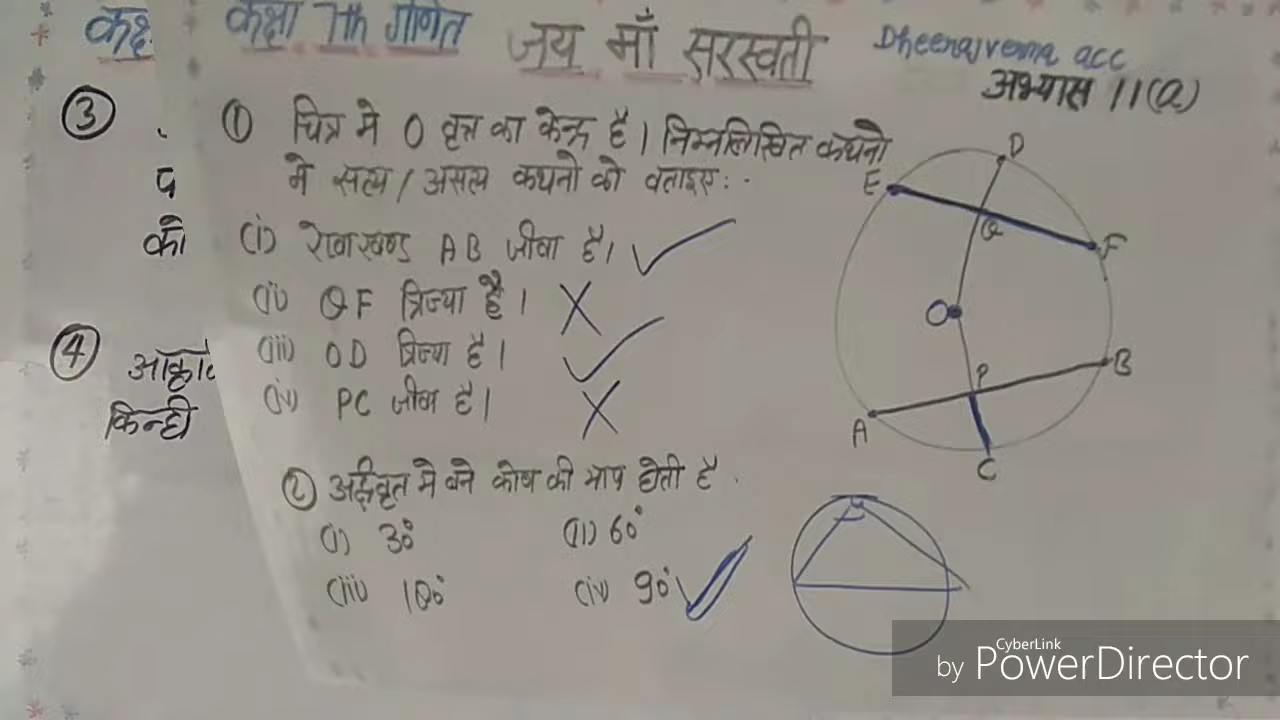 कक्ष कक्षा 7th गणित जय माँ सरस्वती Dheerajverma acc
अभ्यास 11(a)
③ ① चित्र मे O वृत्त का केन्द्र है। निम्नलिखित कथनो
प मे सत्य/असत्य कथनो को बताइए:-
को (i) रेखाखण्ड AB जीवा है। ✓
(ii) QF त्रिज्या है। X
④ (iii) OD त्रिज्या है। ✓
(iv) PC जीवा है। X
किन्ही
② अर्द्धवृत्त मे बने कोण की माप होती है.
(i) 30° (ii) 60°
(iii) 180° (iv) 90° ✓
D
E
Q
F
O
P
B
A
C
CyberLink
by PowerDirector